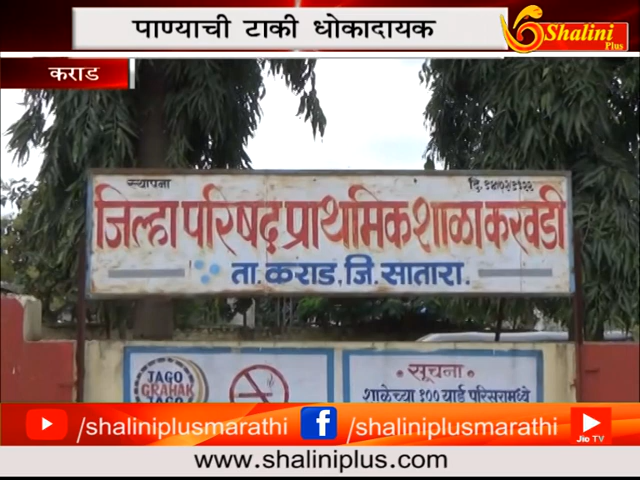 पाण्याची टाकी धोकादायक
Shalini
Plus
कराड
स्थापना
जिल्हा परिषद प्राथमिक शाळा करवडी
ता. कराड, जि. सातारा.
TAGO
GRAHAK
JAGO
सूचना
शाळेच्या १०० यार्ड परिसरामध्ये
/shaliniplusmarathi
/shaliniplusmarathi
Jio TV
www.shaliniplus.com